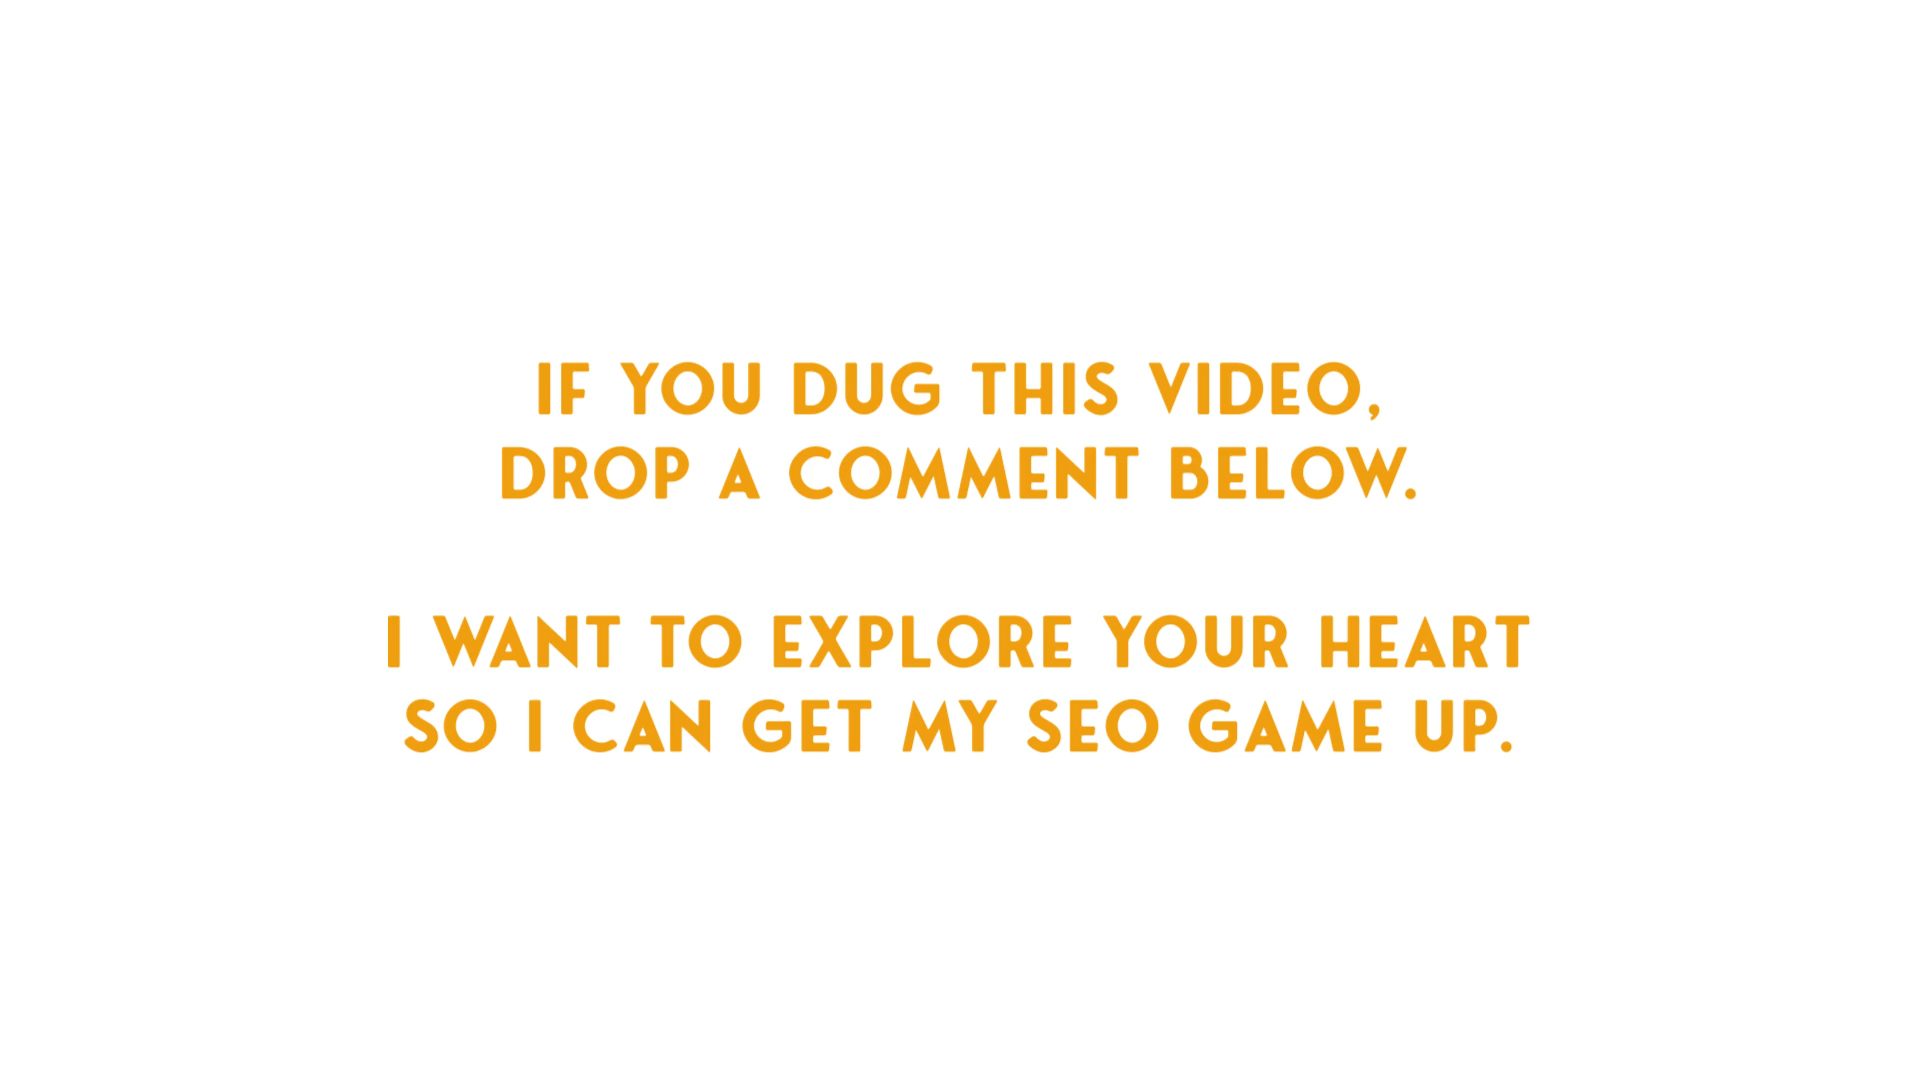 IF YOU DUG THIS VIDEO,
DROP A COMMENT BELOW.
I WANT TO EXPLORE YOUR HEART
SO I CAN GET MY SEO GAME UP.